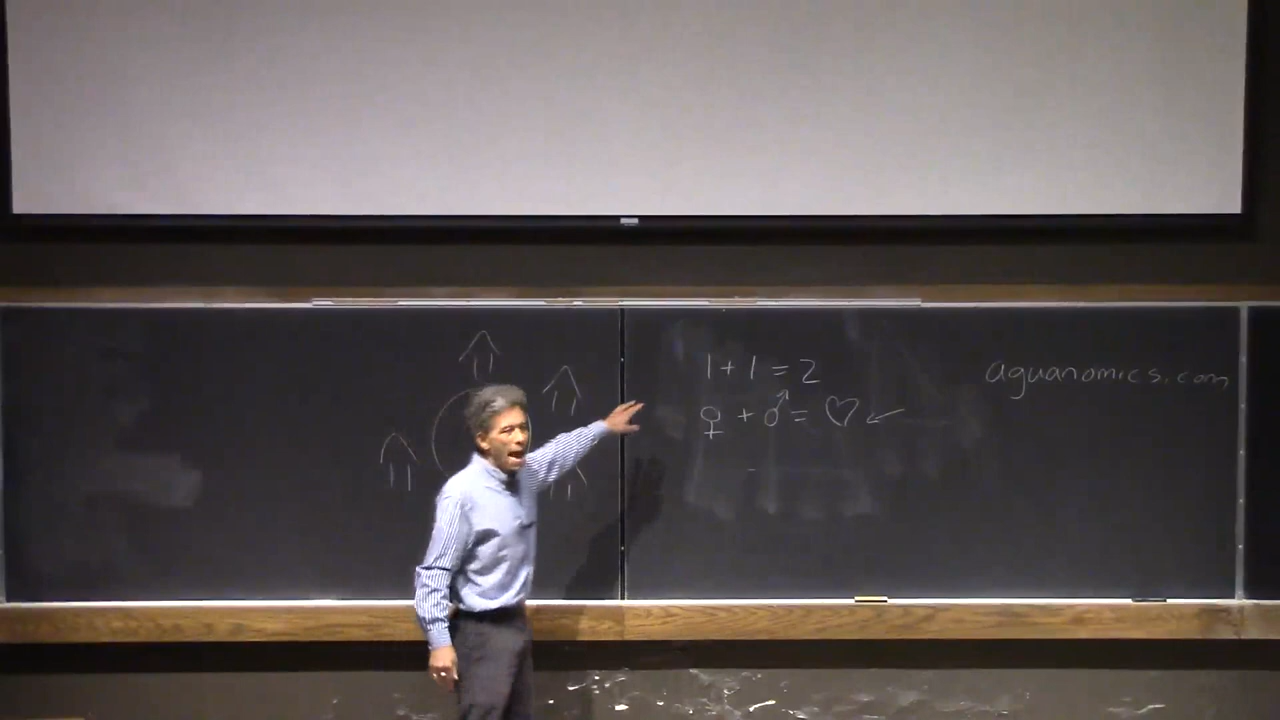 1 + 1 = 2
♀ + ♂ = ♡ ↙
aguanomics.com